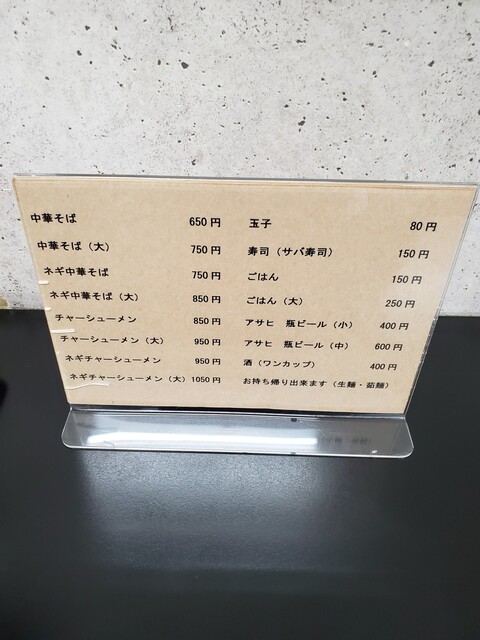 中華そば 650円
中華そば（大） 750円
ネギ中華そば 750円
ネギ中華そば（大） 850円
チャーシューメン 850円
チャーシューメン（大） 950円
ネギチャーシューメン 950円
ネギチャーシューメン（大） 1050円
玉子 80円
寿司（サバ寿司） 150円
ごはん 150円
ごはん（大） 250円
アサヒ 瓶ビール（小） 400円
アサヒ 瓶ビール（中） 600円
酒（ワンカップ） 400円
お持ち帰り出来ます（生麺・茹麺）